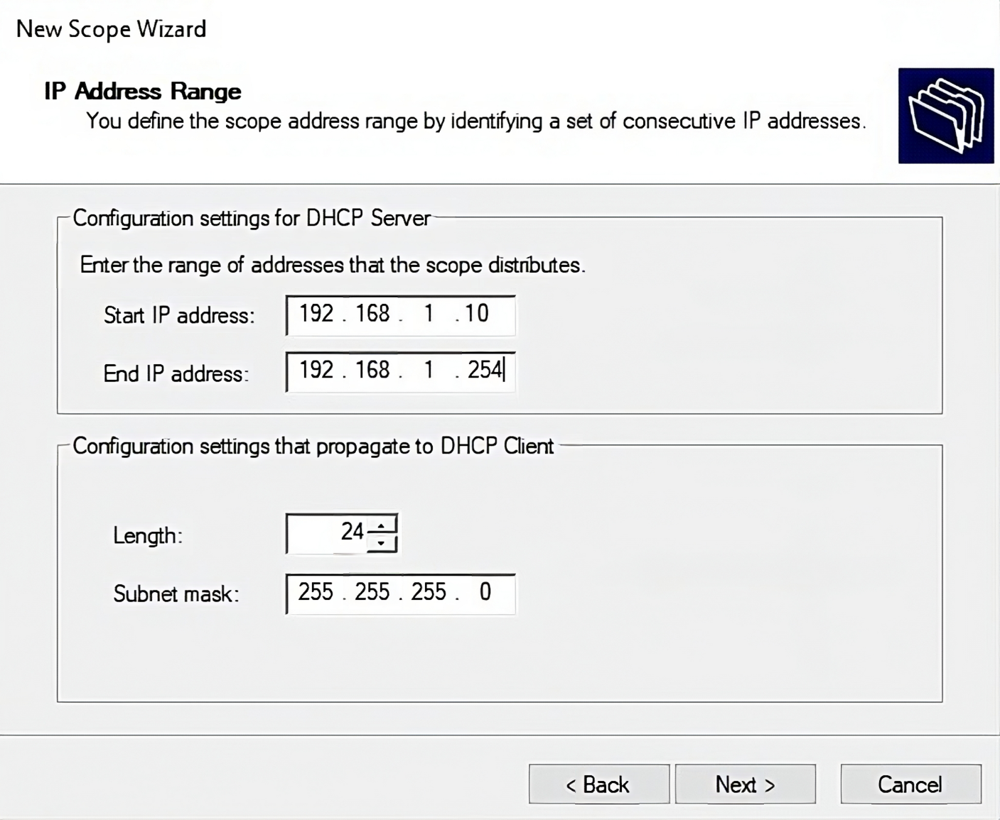 New Scope Wizard
IP Address Range
You define the scope address range by identifying a set of consecutive IP addresses.
Configuration settings for DHCP Server
Enter the range of addresses that the scope distributes.
Start IP address: 192 . 168 . 1 . 10
End IP address: 192 . 168 . 1 . 254
Configuration settings that propagate to DHCP Client
Length: 24
Subnet mask: 255 . 255 . 255 . 0
< Back Next > Cancel